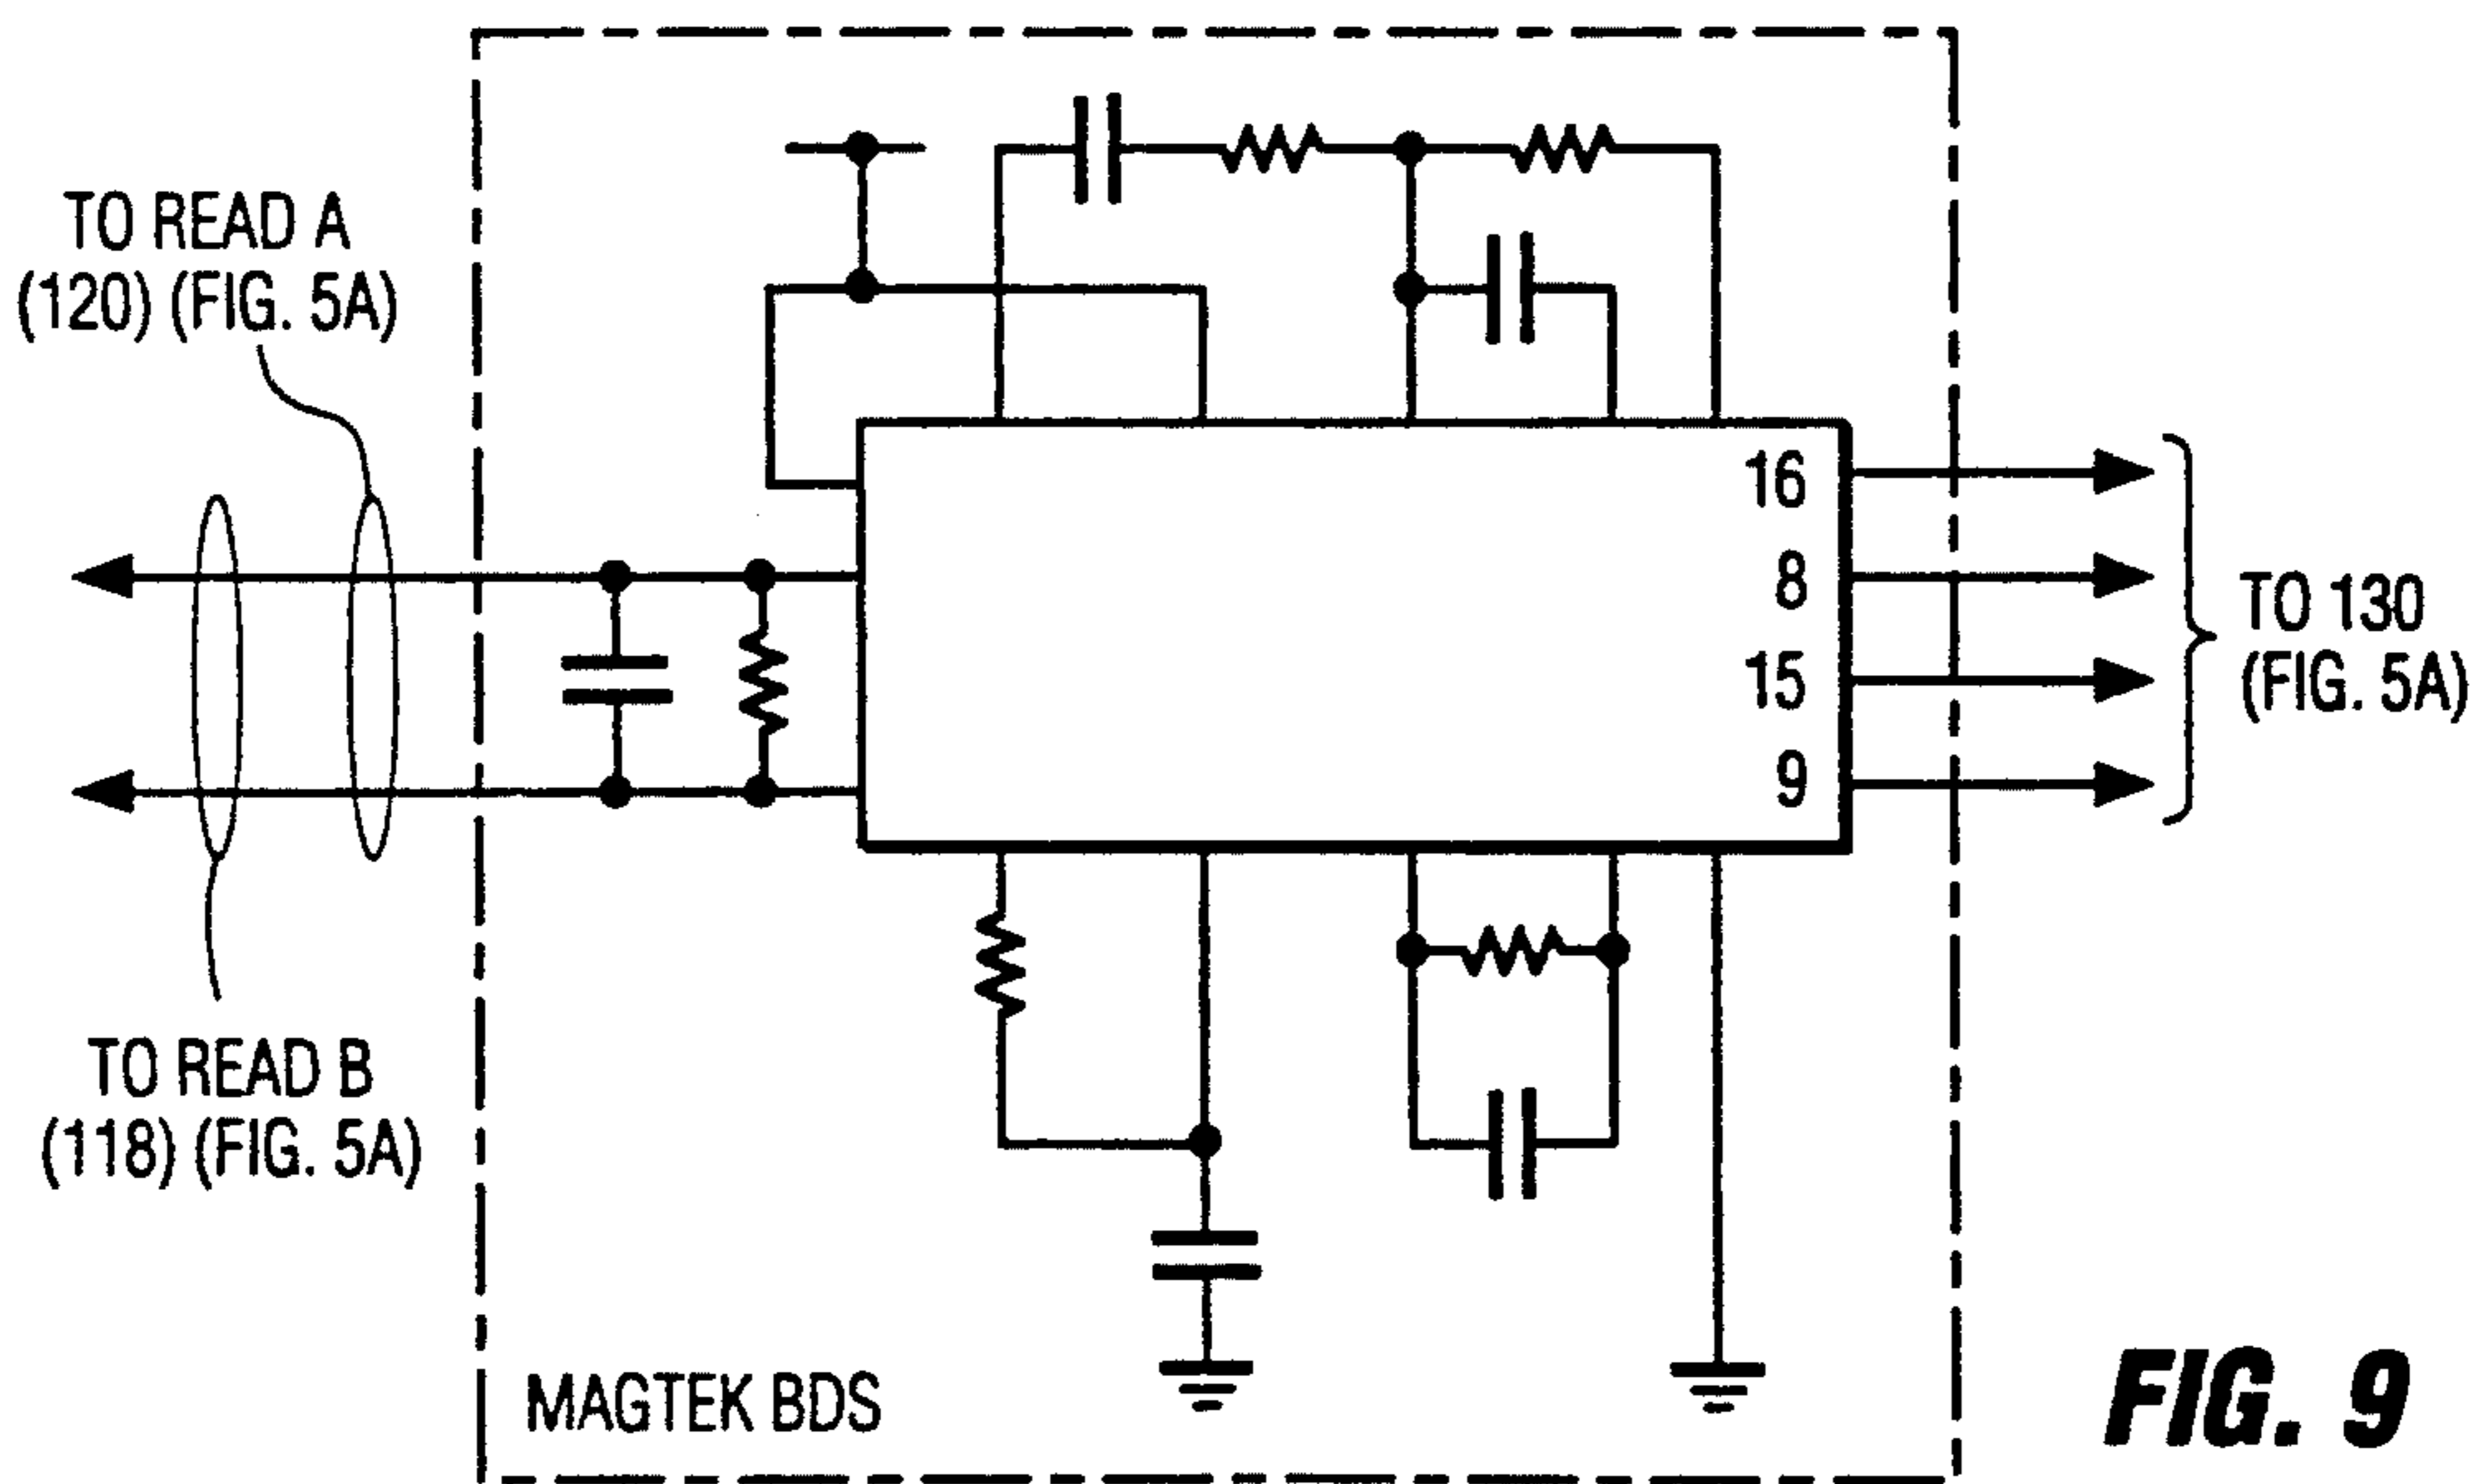 TO READ A
(120) (FIG. 5A)
16
8
15
9
TO 130
(FIG. 5A)
TO READ B
(118) (FIG. 5A)
MAGTEK BDS
FIG. 9